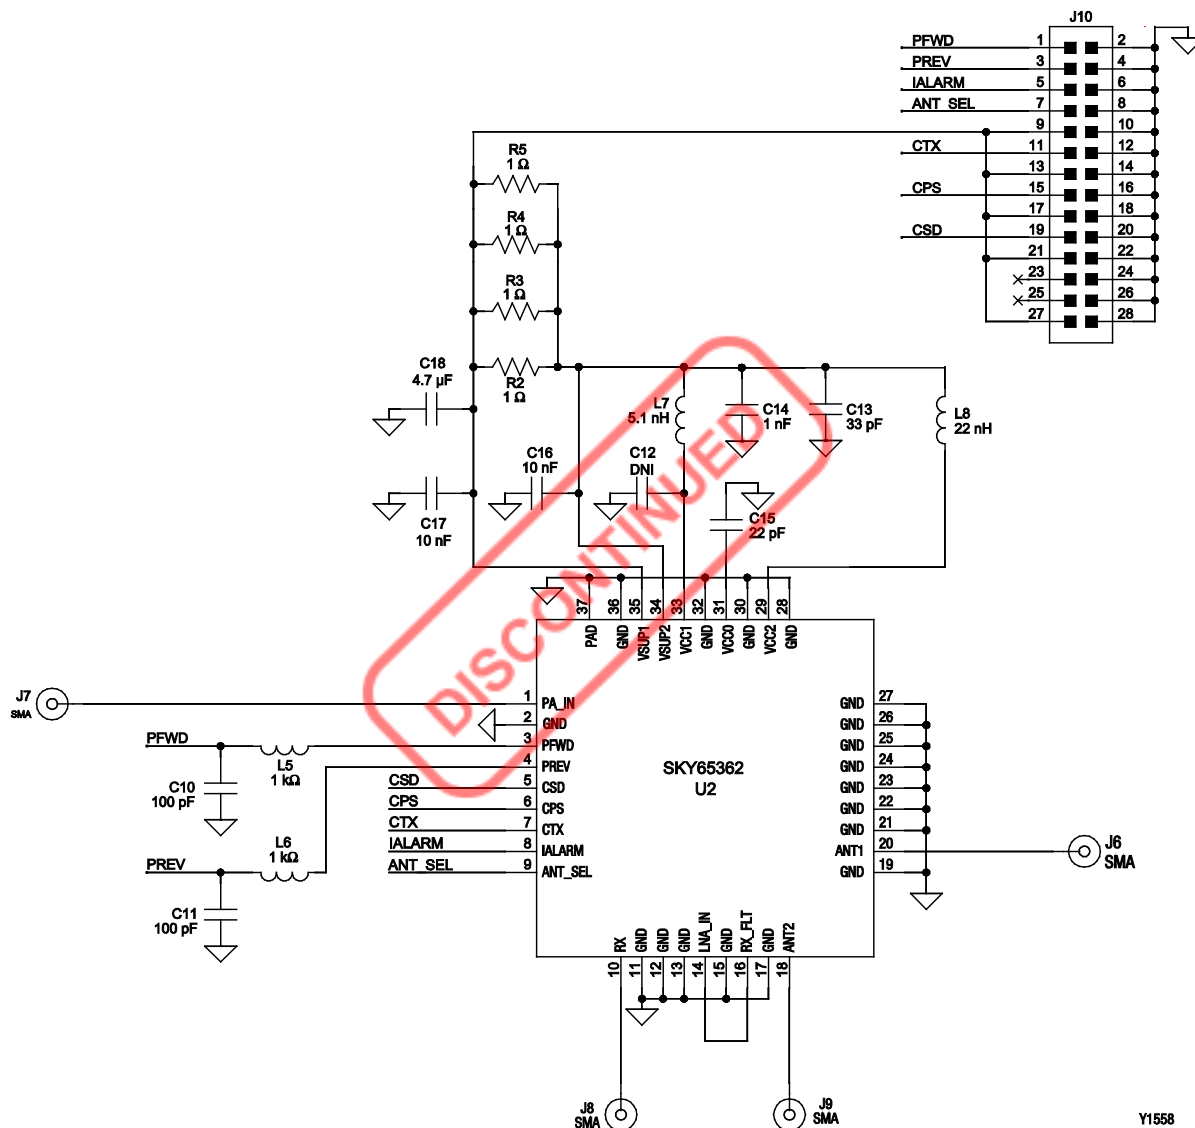 J10
PFWD 1 2
PREV 3 4
IALARM 5 6
ANT_SEL 7 8
9 10
CTX 11 12
13 14
CPS 15 16
17 18
CSD 19 20
21 22
23 24
25 26
27 28
R5
1 Ω
R4
1 Ω
R3
1 Ω
R2
1 Ω
C18
4.7 µF
C17
10 nF
C16
10 nF
C12
DNI
L7
5.1 nH
C14
1 nF
C13
33 pF
L8
22 nH
C15
22 pF
DISCONTINUED
37 36 35 34 33 32 31 30 29 28
PAD GND VSUP1 VSUP2 VCC1 GND VCC0 GND VCC2 GND
J7
SMA
1 PA_IN
2 GND
PFWD 3 PFWD
4 PREV
CSD 5 CSD
CPS 6 CPS
CTX 7 CTX
IALARM 8 IALARM
ANT_SEL 9 ANT_SEL
L5
1 kΩ
C10
100 pF
L6
1 kΩ
PREV
C11
100 pF
SKY65362
U2
GND 27
GND 26
GND 25
GND 24
GND 23
GND 22
GND 21
ANT1 20
GND 19
J6
SMA
RX GND GND GND LNA_IN GND RX_FLT GND ANT2
10 11 12 13 14 15 16 17 18
J8
SMA
J9
SMA
Y1558